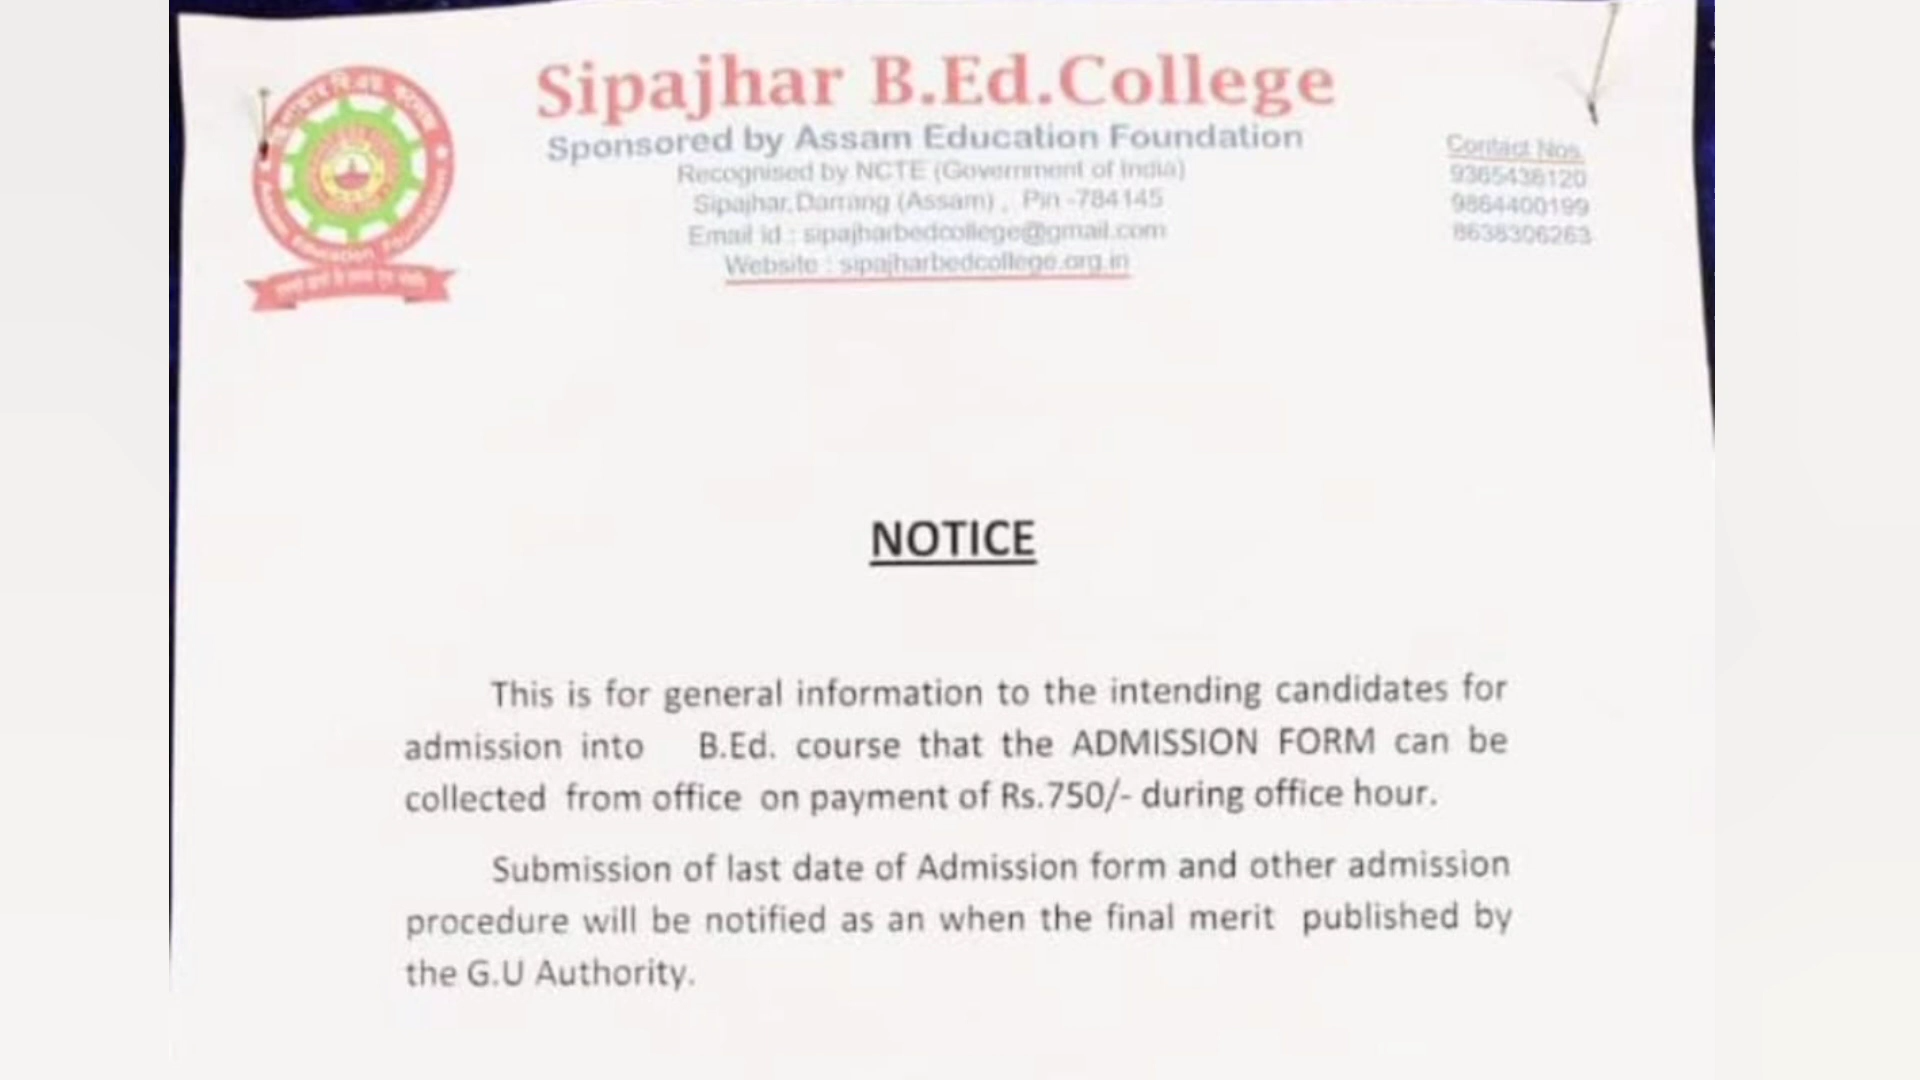 Sipajhar B.Ed.College
Sponsored by Assam Education Foundation
Recognised by NCTE (Government of India)
Sipajhar, Darrang (Assam) , Pin -784145
Email id : sipajharbedcollege@gmail.com
Website : sipajharbedcollege.org.in
Contact Nos.
9365436120
9864400199
8638306263
Assam Education Foundation
NOTICE
This is for general information to the intending candidates for
admission into B.Ed. course that the ADMISSION FORM can be
collected from office on payment of Rs.750/- during office hour.
Submission of last date of Admission form and other admission
procedure will be notified as an when the final merit published by
the G.U Authority.